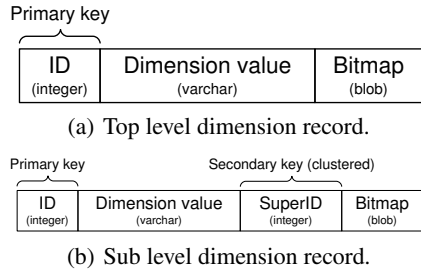 Primary key
ID Dimension value Bitmap
(integer) (varchar) (blob)
(a) Top level dimension record.
Primary key Secondary key (clustered)
ID Dimension value SuperID Bitmap
(integer) (varchar) (integer) (blob)
(b) Sub level dimension record.